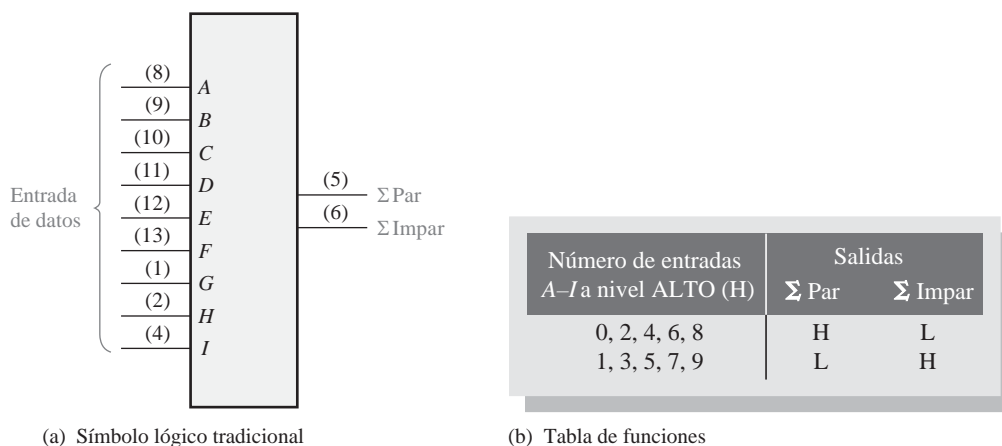 (8)
A
(9)
B
(10)
C
(11)
D
(12)
E
(13)
F
(1)
G
(2)
H
(4)
I
Entrada
de datos
(5)
Σ Par
(6)
Σ Impar
(a) Símbolo lógico tradicional
Número de entradas
A–I a nivel ALTO (H)
Salidas
Σ Par Σ Impar
0, 2, 4, 6, 8 H L
1, 3, 5, 7, 9 L H
(b) Tabla de funciones